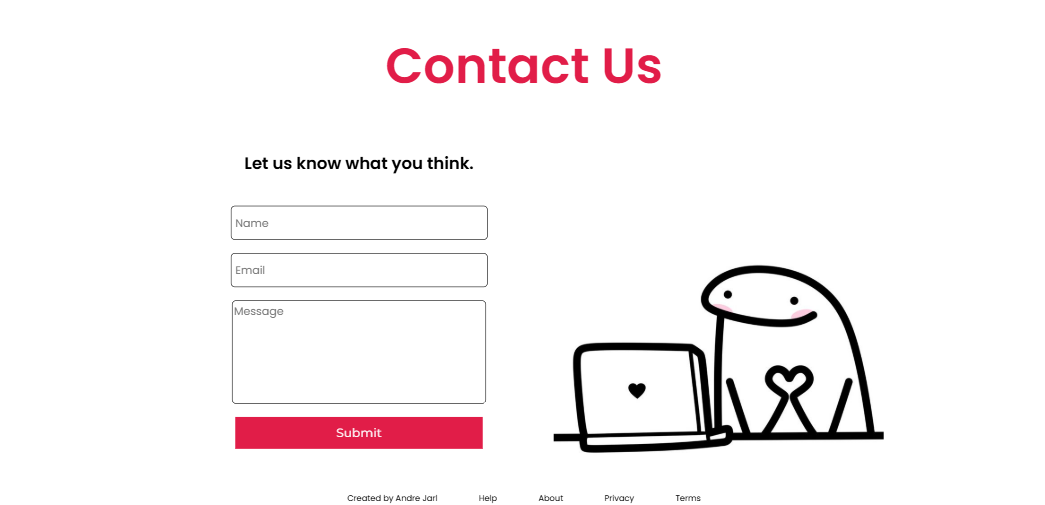 Contact Us
Let us know what you think.
Name
Email
Message
Submit
Created by Andre Jarl Help About Privacy Terms